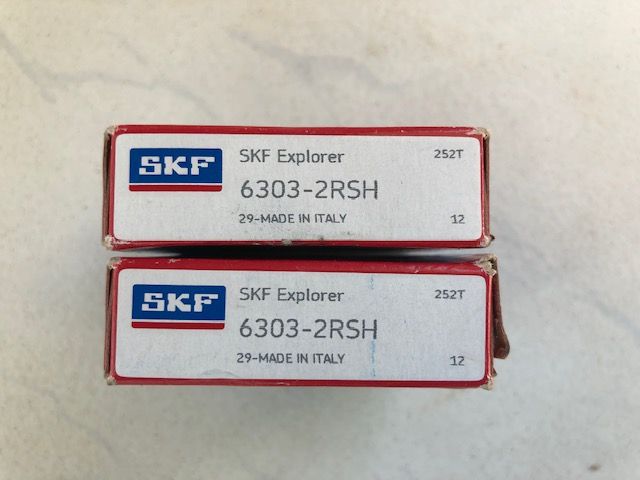 SKF
SKF Explorer 252T
6303-2RSH
29-MADE IN ITALY 12
SKF
SKF Explorer 252T
6303-2RSH
29-MADE IN ITALY 12